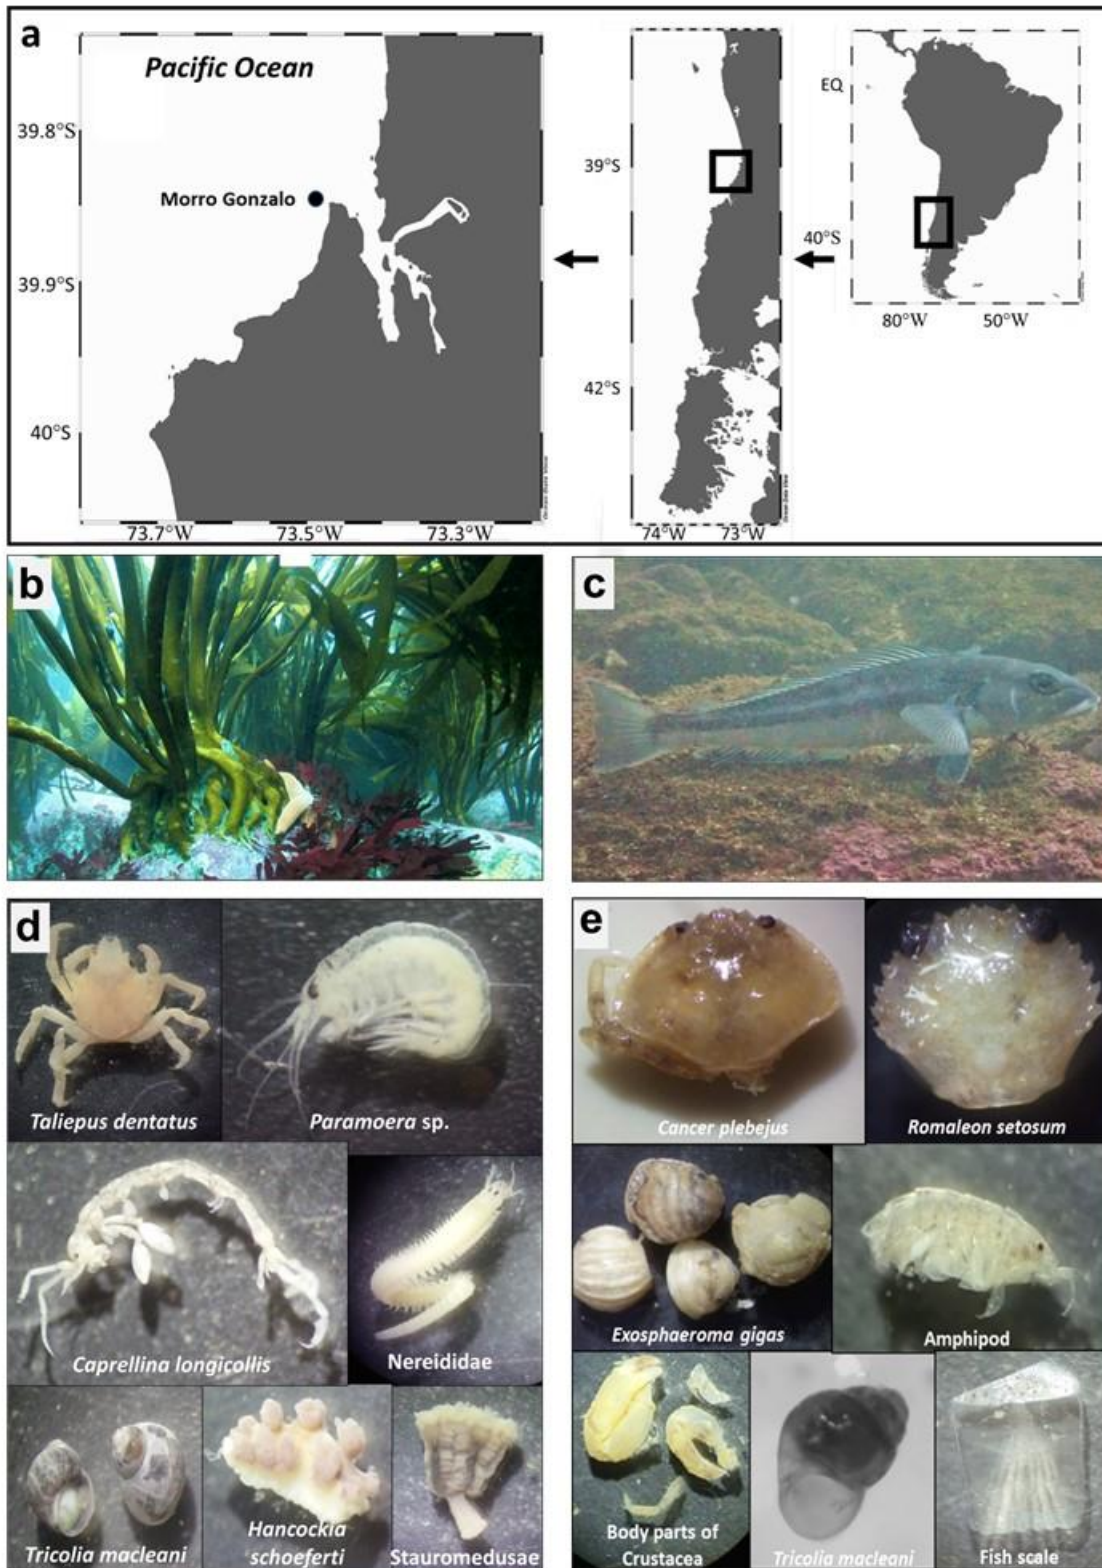 a
Pacific Ocean
39.8°S
Morro Gonzalo
39.9°S
40°S
73.7°W 73.5°W 73.3°W
39°S
42°S
74°W 73°W
EQ
40°S
80°W 50°W
b
c
d
Taliepus dentatus
Paramoera sp.
Caprellina longicollis
Nereididae
Tricolia macleani
Hancockia
schoeferti
Stauromedusae
e
Cancer plebejus
Romaleon setosum
Exosphaeroma gigas
Amphipod
Body parts of
Crustacea
Tricolia macleani
Fish scale